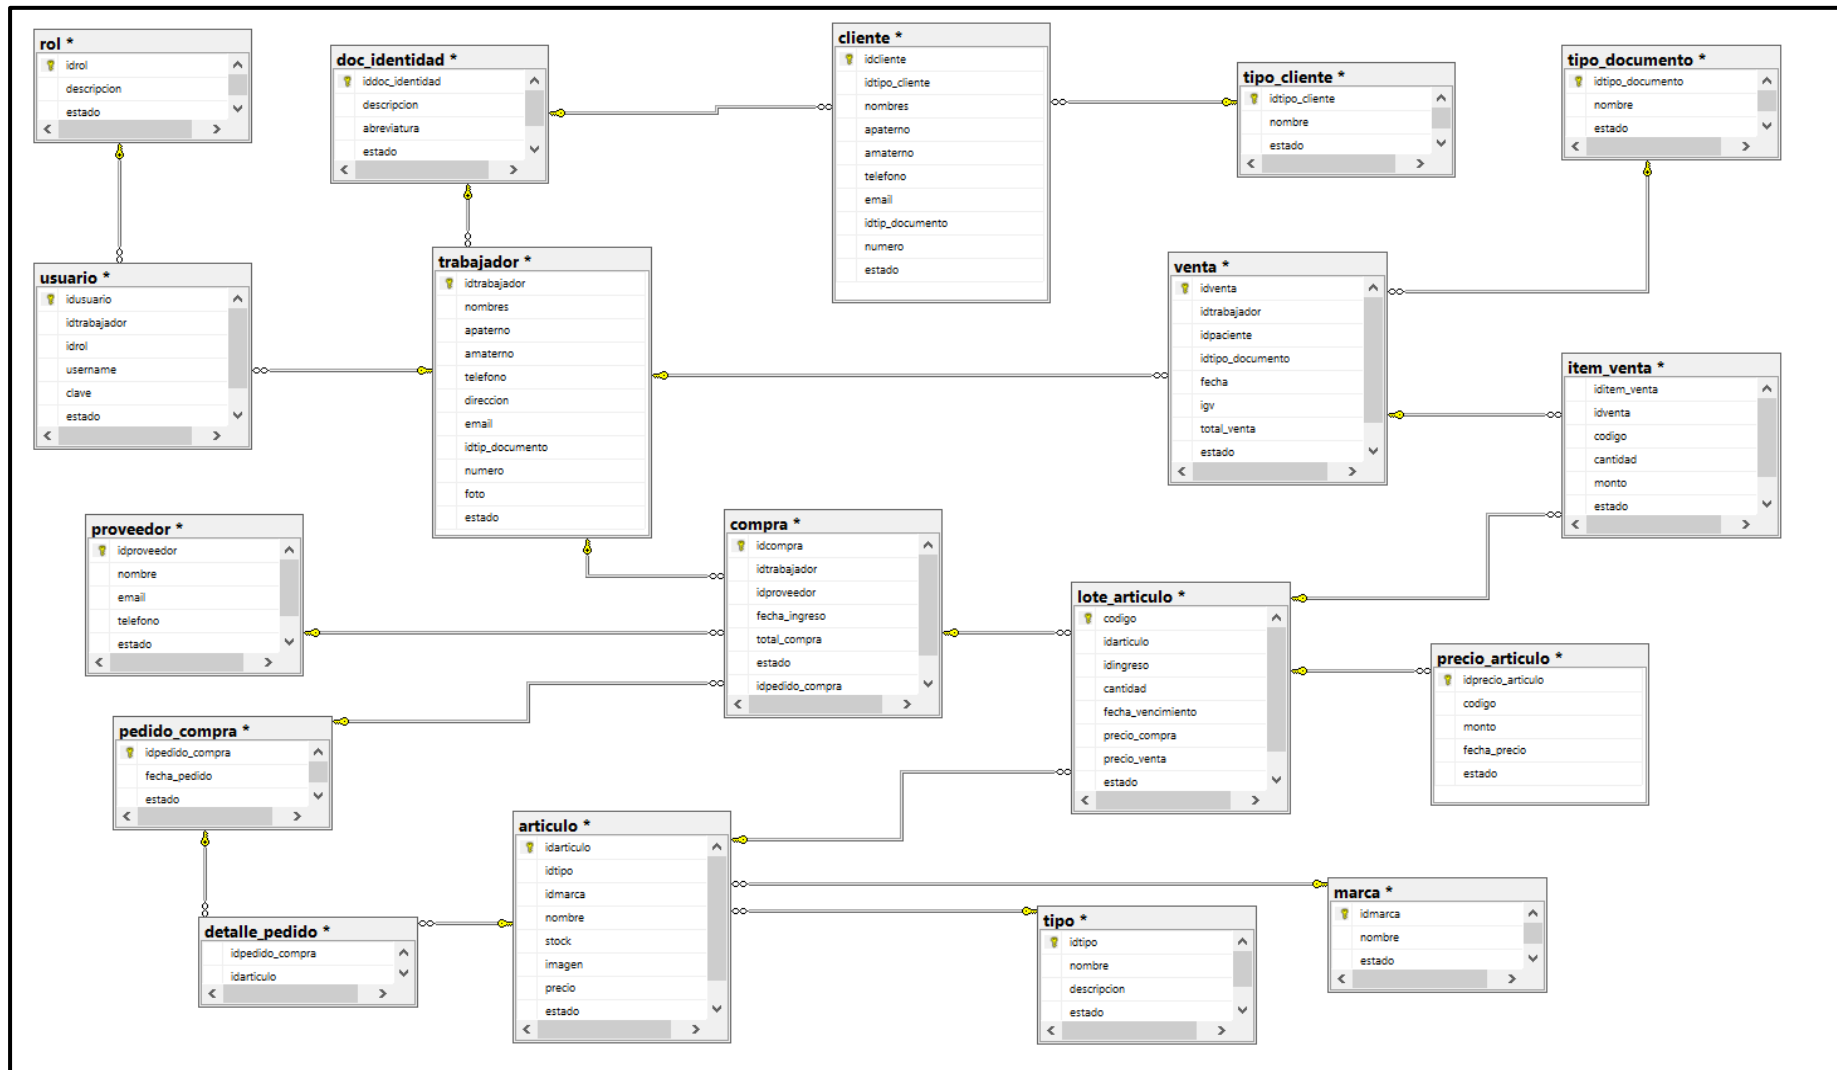 rol *
idrol
descripcion
estado
doc_identidad *
iddoc_identidad
descripcion
abreviatura
estado
cliente *
idcliente
idtipo_cliente
nombres
apaterno
amaterno
telefono
email
idtip_documento
numero
estado
tipo_cliente *
idtipo_cliente
nombre
estado
tipo_documento *
idtipo_documento
nombre
estado
usuario *
idusuario
idtrabajador
idrol
username
clave
estado
trabajador *
idtrabajador
nombres
apaterno
amaterno
telefono
direccion
email
idtip_documento
numero
foto
estado
venta *
idventa
idtrabajador
idpaciente
idtipo_documento
fecha
igv
total_venta
estado
item_venta *
iditem_venta
idventa
codigo
cantidad
monto
estado
proveedor *
idproveedor
nombre
email
telefono
estado
compra *
idcompra
idtrabajador
idproveedor
fecha_ingreso
total_compra
estado
idpedido_compra
lote_articulo *
codigo
idarticulo
idingreso
cantidad
fecha_vencimiento
precio_compra
precio_venta
estado
precio_articulo *
idprecio_articulo
codigo
monto
fecha_precio
estado
pedido_compra *
idpedido_compra
fecha_pedido
estado
articulo *
idarticulo
idtipo
idmarca
nombre
stock
imagen
precio
estado
detalle_pedido *
idpedido_compra
idarticulo
tipo *
idtipo
nombre
descripcion
estado
marca *
idmarca
nombre
estado